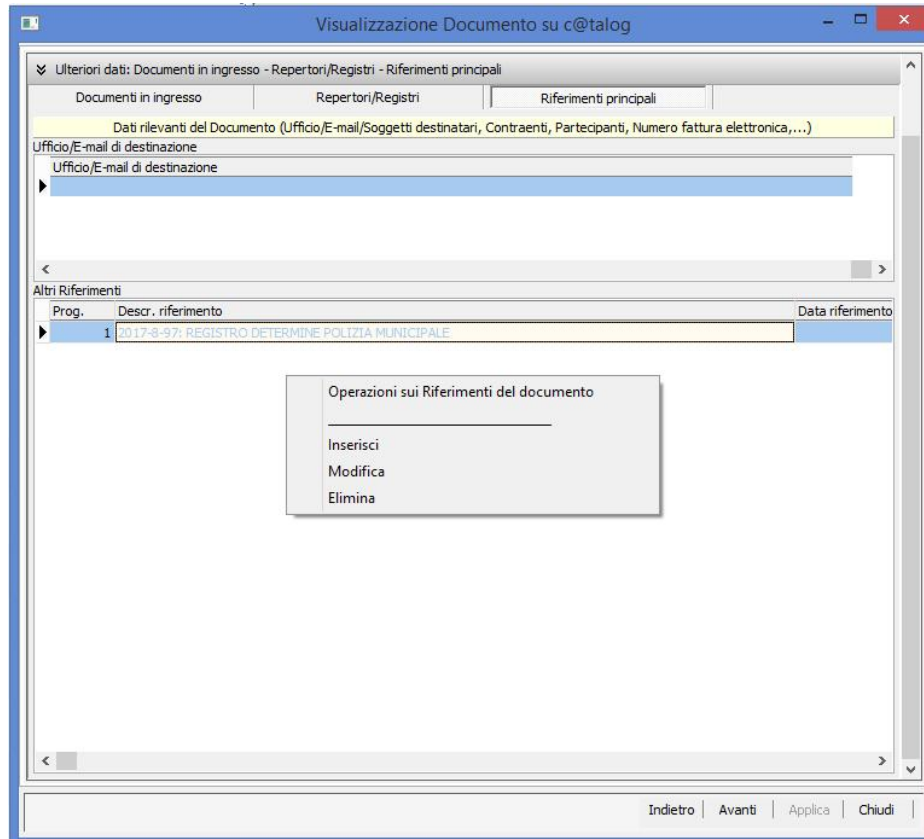 Visualizzazione Documento su c@talog
Ulteriori dati: Documenti in ingresso - Repertori/Registri - Riferimenti principali
Documenti in ingresso Repertori/Registri Riferimenti principali
Dati rilevanti del Documento (Ufficio/E-mail/Soggetti destinatari, Contraenti, Partecipanti, Numero fattura elettronica,...)
Ufficio/E-mail di destinazione
Ufficio/E-mail di destinazione
Altri Riferimenti
Prog. Descr. riferimento Data riferimento
1 2017-8-97: REGISTRO DETERMINE POLIZIA MUNICIPALE
Operazioni sui Riferimenti del documento
Inserisci
Modifica
Elimina
Indietro Avanti Applica Chiudi